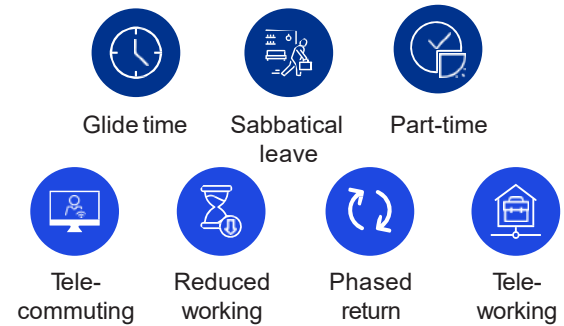 Glide time
Sabbatical
leave
Part-time
Tele-
commuting
Reduced
working
Phased
return
Tele-
working